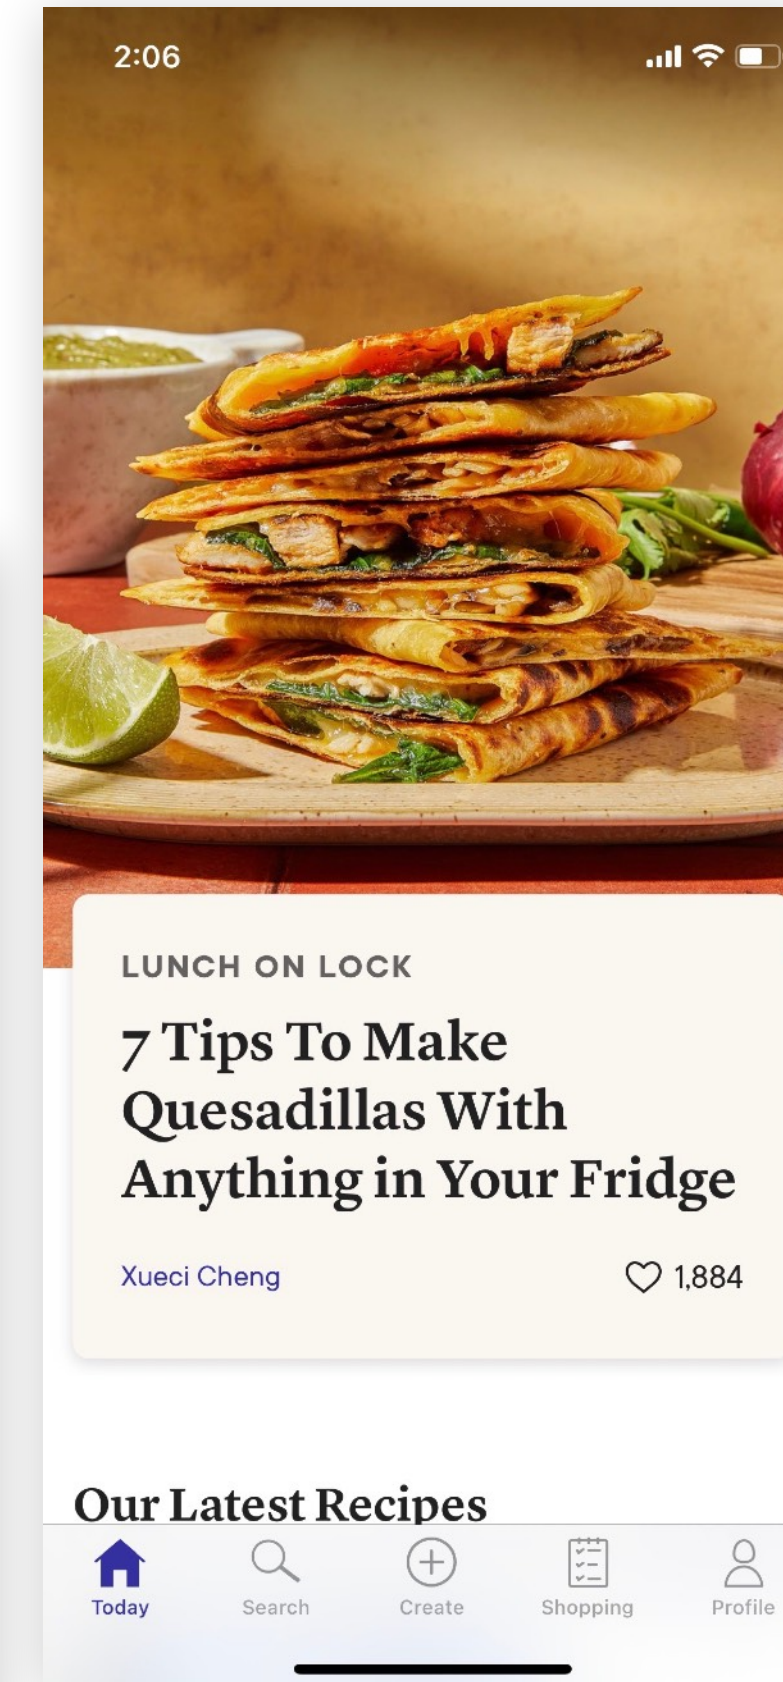 2:06
LUNCH ON LOCK
7 Tips To Make
Quesadillas With
Anything in Your Fridge
Xueci Cheng
1,884
Our Latest Recipes
Today
Search
Create
Shopping
Profile